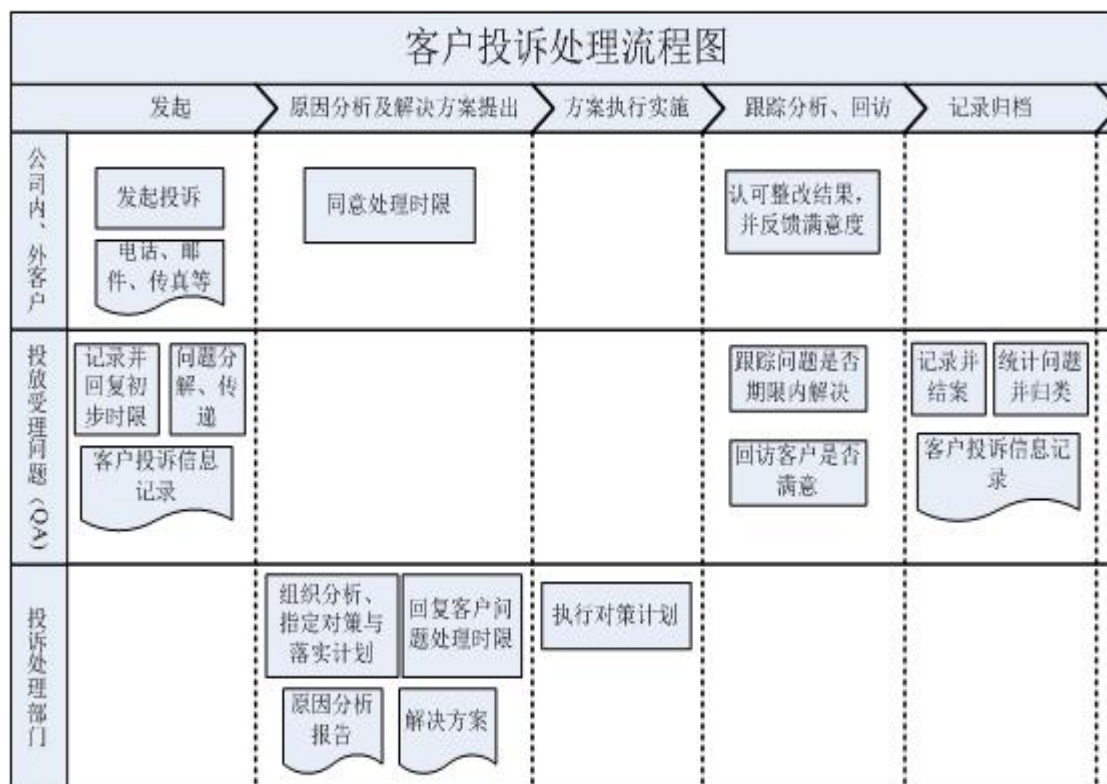 客户投诉处理流程图
发起
原因分析及解决方案提出
方案执行实施
跟踪分析、回访
记录归档
公司内、外客户
发起投诉
电话、邮
件、传真等
同意处理时限
认可整改结果，
并反馈满意度
投放受理问题（QA）
记录并
回复初
步时限
问题分
解、传
递
客户投诉信息
记录
跟踪问题是否
期限内解决
回访客户是否
满意
记录并
结案
统计问题
并归类
客户投诉信息记
录
投诉处理部门
组织分析、
指定对策与
落实计划
回复客户问
题处理时限
原因分析
报告
解决方案
执行对策计划